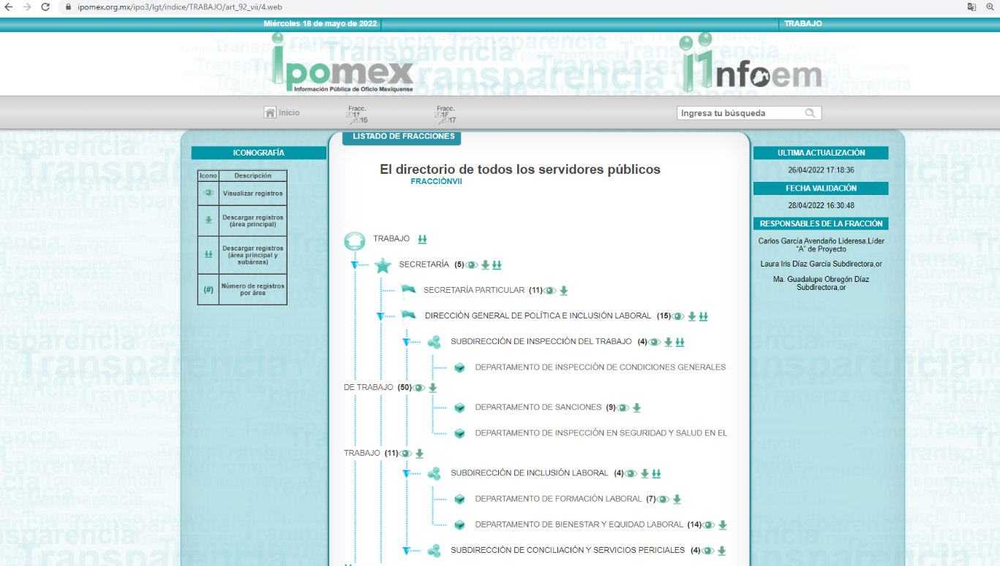 ipomex.org.mx/ipo3/lgt/indice/TRABAJO/art_92_vii/4.web
Miércoles 18 de mayo de 2022
TRABAJO
ipomex
Información Pública de Oficio Mexiquense
infoem
Inicio
Fracc.
2011
2015
Fracc.
2015
2017
Ingresa tu búsqueda
ICONOGRAFÍA
Icono Descripción
Visualizar registros
Descargar registros
(área principal)
Descargar registros
(área principal y
subáreas)
(#) Número de registros
por área
LISTADO DE FRACCIONES
El directorio de todos los servidores públicos
FRACCIÓNVII
TRABAJO
SECRETARÍA (5)
SECRETARÍA PARTICULAR (11)
DIRECCIÓN GENERAL DE POLÍTICA E INCLUSIÓN LABORAL (15)
SUBDIRECCIÓN DE INSPECCIÓN DEL TRABAJO (4)
DEPARTAMENTO DE INSPECCIÓN DE CONDICIONES GENERALES
DE TRABAJO (50)
DEPARTAMENTO DE SANCIONES (9)
DEPARTAMENTO DE INSPECCIÓN EN SEGURIDAD Y SALUD EN EL
TRABAJO (11)
SUBDIRECCIÓN DE INCLUSIÓN LABORAL (4)
DEPARTAMENTO DE FORMACIÓN LABORAL (7)
DEPARTAMENTO DE BIENESTAR Y EQUIDAD LABORAL (14)
SUBDIRECCIÓN DE CONCILIACIÓN Y SERVICIOS PERICIALES (4)
ULTIMA ACTUALIZACIÓN
26/04/2022 17:18:36
FECHA VALIDACIÓN
28/04/2022 16:30:48
RESPONSABLES DE LA FRACCIÓN
Carlos García Avendaño Lideresa,Líder
“A” de Proyecto
Laura Iris Díaz García Subdirectora,or
Ma. Guadalupe Obregón Díaz
Subdirectora,or